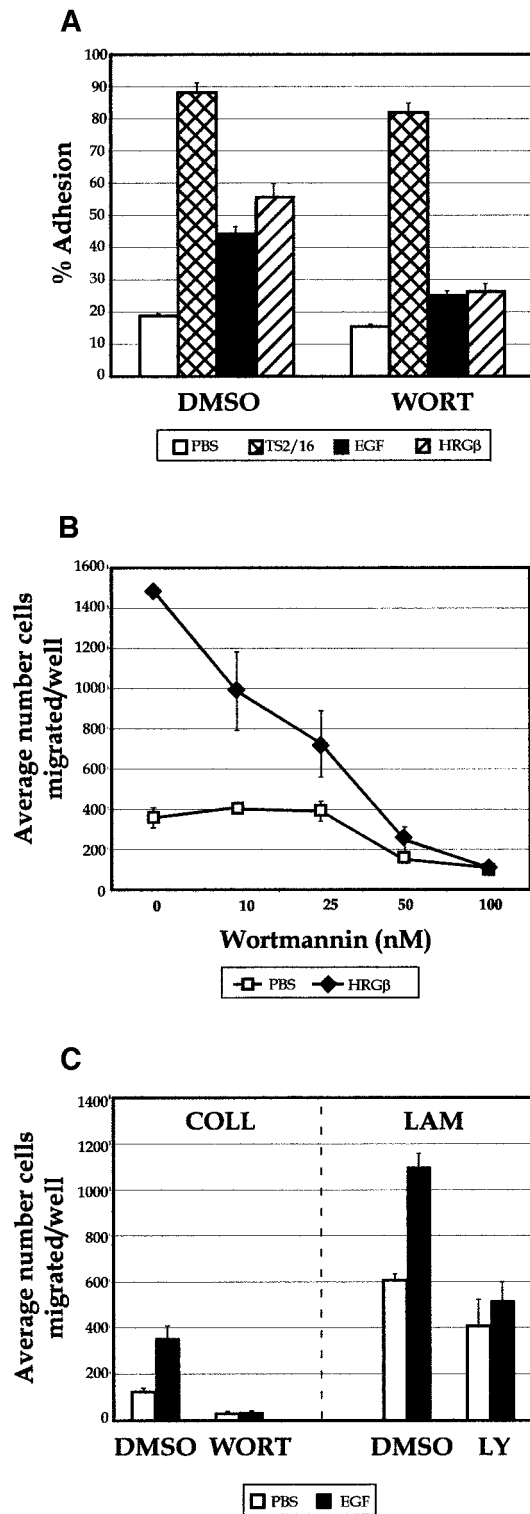 A
% Adhesion
100
90
80
70
60
50
40
30
20
10
0
DMSO WORT
PBS TS2/16 EGF HRGβ
B
Average number cells
migrated/well
1600
1400
1200
1000
800
600
400
200
0
0 10 25 50 100
Wortmannin (nM)
PBS HRGβ
C
Average number cells
migrated/well
1400
1200
1000
800
600
400
200
0
COLL LAM
DMSO WORT DMSO LY
PBS EGF